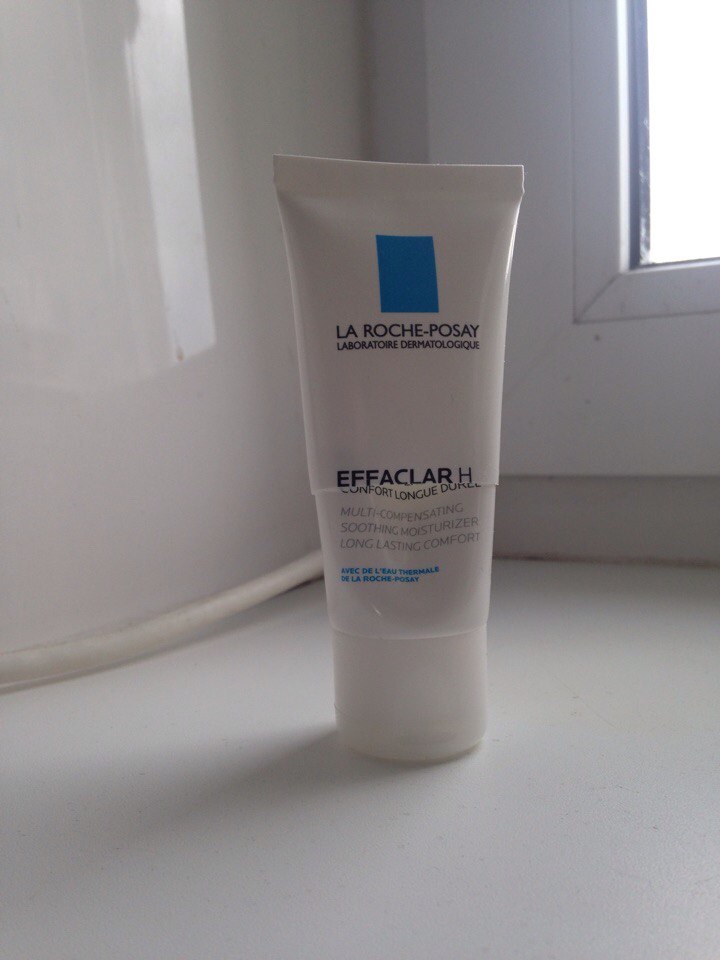 LA ROCHE-POSAY
LABORATOIRE DERMATOLOGIQUE
EFFACLAR H
CONFORT LONGUE DURÉE
MULTI-COMPENSATING
SOOTHING MOISTURIZER
LONG LASTING COMFORT
AVEC DE L'EAU THERMALE
DE LA ROCHE-POSAY